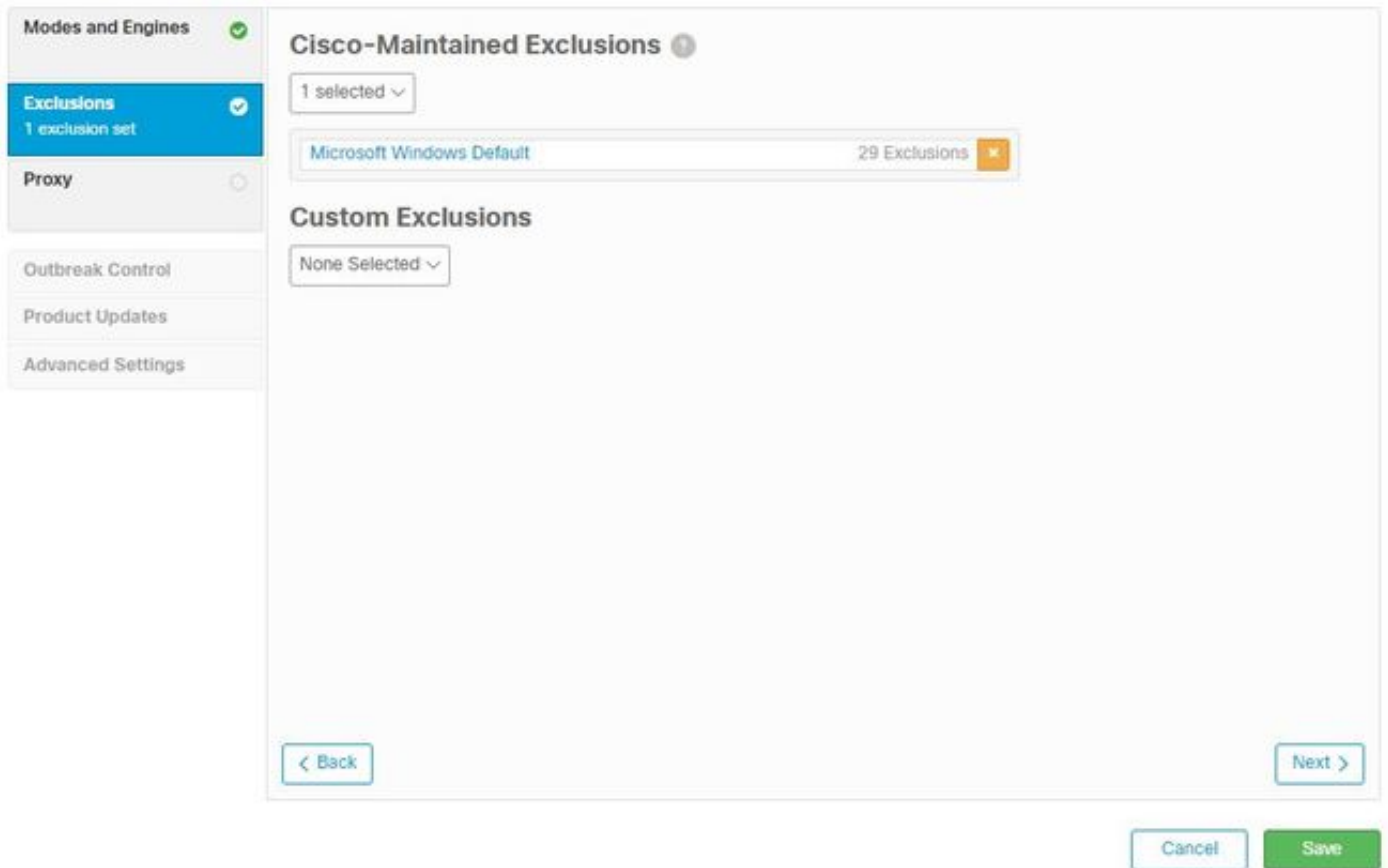 Modes and Engines
Exclusions
1 exclusion set
Proxy
Outbreak Control
Product Updates
Advanced Settings
Cisco-Maintained Exclusions ?
1 selected
Microsoft Windows Default 29 Exclusions
Custom Exclusions
None Selected
< Back
Next >
Cancel
Save